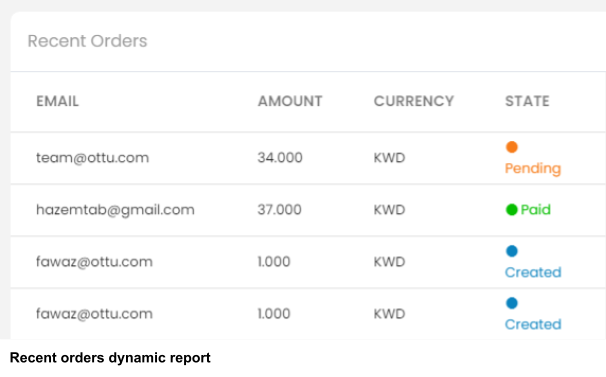 Recent Orders
EMAIL AMOUNT CURRENCY STATE
team@ottu.com 34.000 KWD Pending
hazemtab@gmail.com 37.000 KWD Paid
fawaz@ottu.com 1.000 KWD Created
fawaz@ottu.com 1.000 KWD Created
Recent orders dynamic report